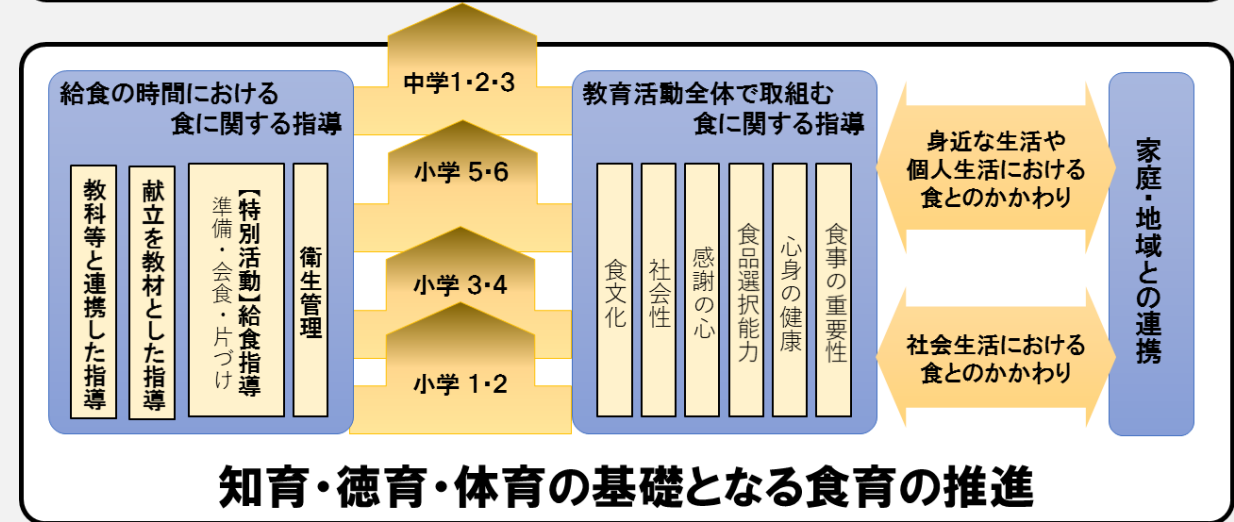 給食の時間における
食に関する指導
教科等と連携した指導
献立を教材とした指導
【特別活動】給食指導
準備・会食・片づけ
衛生管理
中学1・2・3
小学 5・6
小学 3・4
小学 1・2
教育活動全体で取組む
食に関する指導
食文化
社会性
感謝の心
食品選択能力
心身の健康
食事の重要性
身近な生活や
個人生活における
食とのかかわり
社会生活における
食とのかかわり
家庭・地域との連携
知育・徳育・体育の基礎となる食育の推進